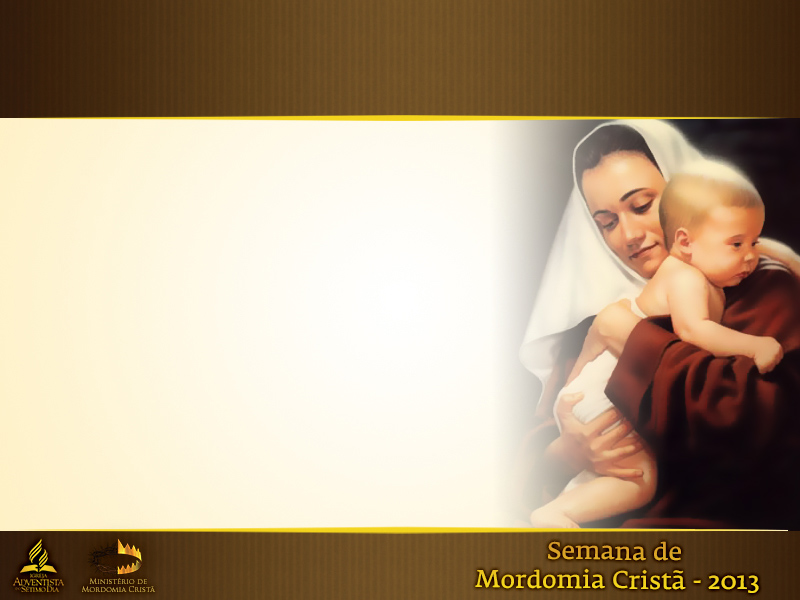 IGREJA
ADVENTISTA
DO SÉTIMO DIA
MINISTÉRIO DE
MORDOMIA CRISTÃ
Semana de
Mordomia Cristã - 2013